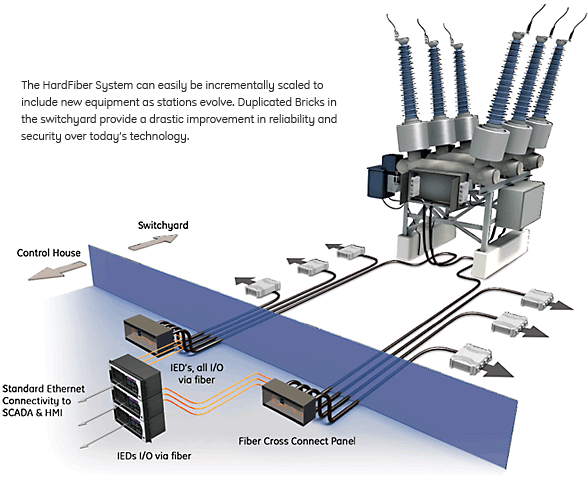 The HardFiber System can easily be incrementally scaled to
include new equipment as stations evolve. Duplicated Bricks in
the switchyard provide a drastic improvement in reliability and
security over today's technology.
Switchyard
Control House
IED's, all I/O
via fiber
Standard Ethernet
Connectivity to
SCADA & HMI
Fiber Cross Connect Panel
IEDs I/O via fiber